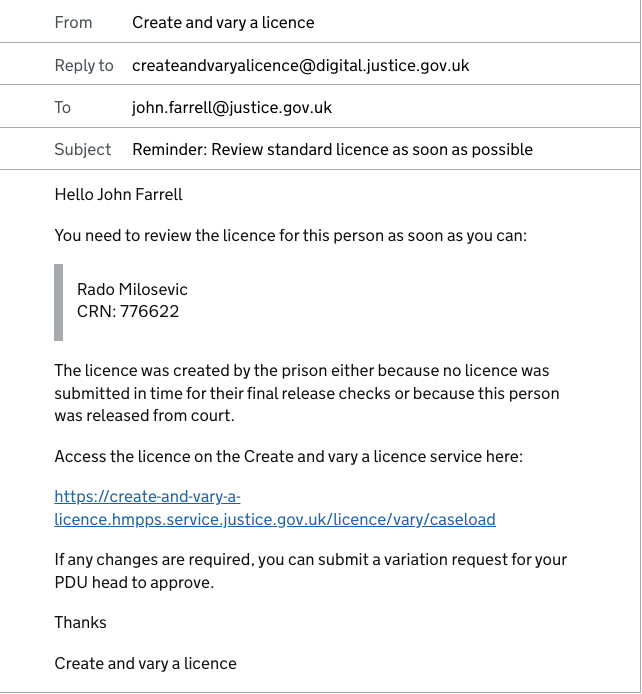 From Create and vary a licence
Reply to createandvaryalicence@digital.justice.gov.uk
To john.farrell@justice.gov.uk
Subject Reminder: Review standard licence as soon as possible
Hello John Farrell
You need to review the licence for this person as soon as you can:
Rado Milosevic
CRN: 776622
The licence was created by the prison either because no licence was
submitted in time for their final release checks or because this person
was released from court.
Access the licence on the Create and vary a licence service here:
https://create-and-vary-a-
licence.hmpps.service.justice.gov.uk/licence/vary/caseload
If any changes are required, you can submit a variation request for your
PDU head to approve.
Thanks
Create and vary a licence